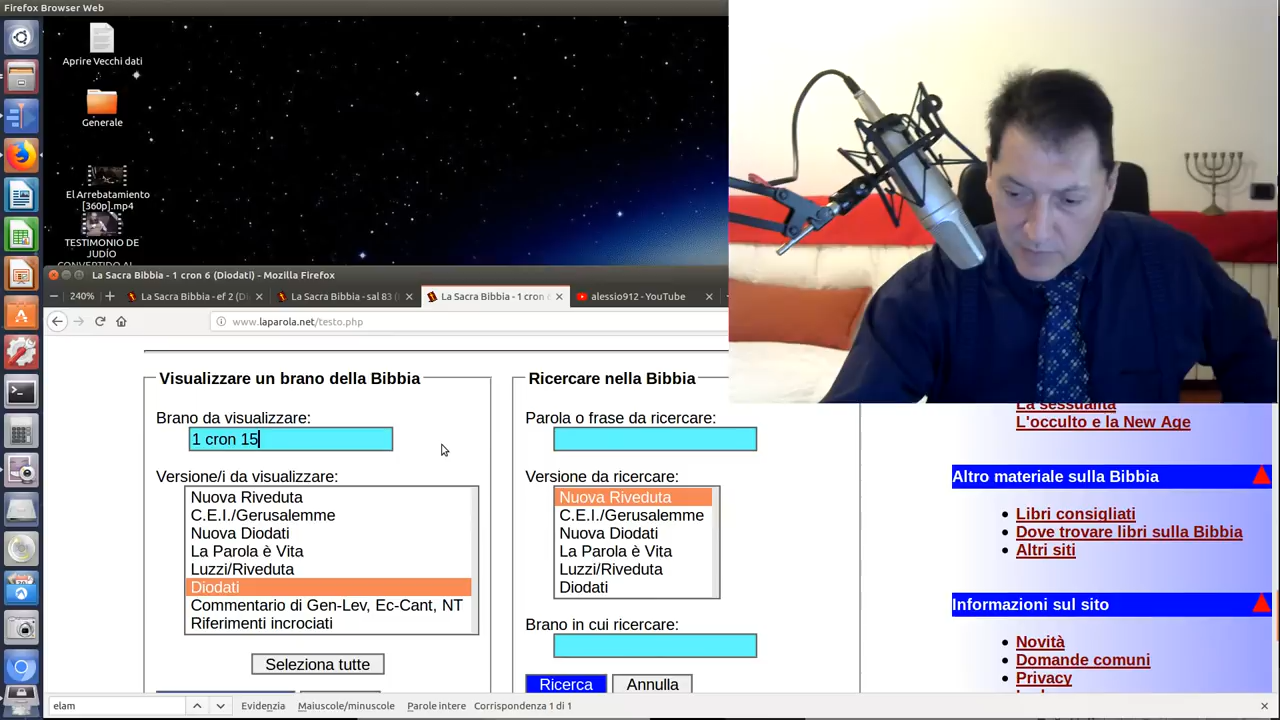 Firefox Browser Web
Aprire Vecchi dati
Generale
El Arrebatamiento
[360p].mp4
TESTIMONIO DE
JUDÍO
CONVERTIDO AL
La Sacra Bibbia - 1 cron 6 (Diodati) - Mozilla Firefox
240%
La Sacra Bibbia - ef 2 (Di
La Sacra Bibbia - sal 83 (
La Sacra Bibbia - 1 cron 6
alessio912 - YouTube
www.laparola.net/testo.php
Visualizzare un brano della Bibbia
Brano da visualizzare:
1 cron 15
Versione/i da visualizzare:
Nuova Riveduta
C.E.I./Gerusalemme
Nuova Diodati
La Parola è Vita
Luzzi/Riveduta
Diodati
Commentario di Gen-Lev, Ec-Cant, NT
Riferimenti incrociati
Seleziona tutte
Ricercare nella Bibbia
Parola o frase da ricercare:
Versione da ricercare:
Nuova Riveduta
C.E.I./Gerusalemme
Nuova Diodati
La Parola è Vita
Luzzi/Riveduta
Diodati
Brano in cui ricercare:
Ricerca
Annulla
La sessualità
L'occulto e la New Age
Altro materiale sulla Bibbia
Libri consigliati
Dove trovare libri sulla Bibbia
Altri siti
Informazioni sul sito
Novità
Domande comuni
Privacy
elam
Evidenzia
Maiuscole/minuscole
Parole intere
Corrispondenza 1 di 1